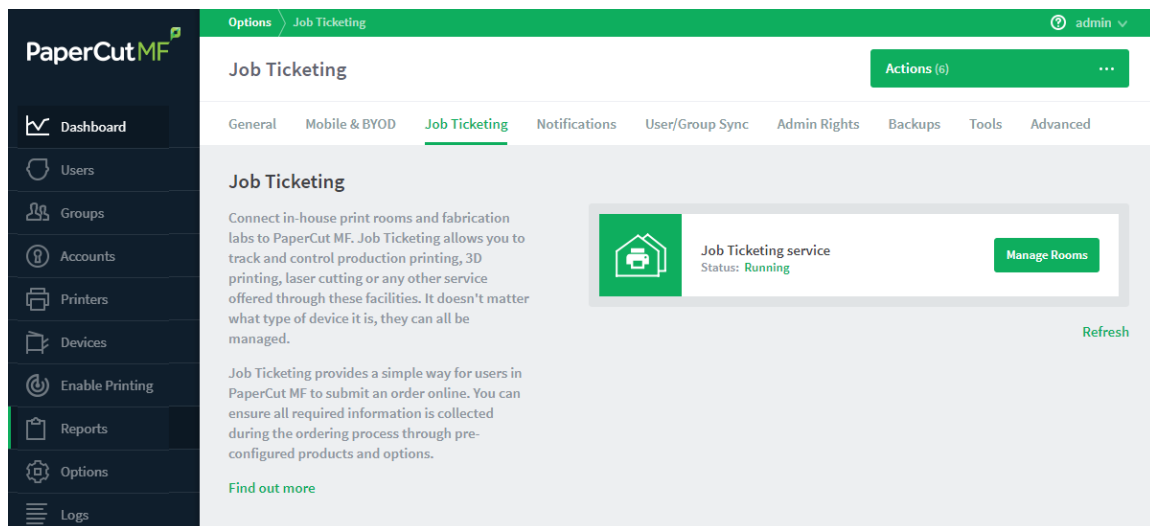 PaperCutMF
Options
Job Ticketing
admin
Job Ticketing
Actions (6)
...
Dashboard
Users
Groups
Accounts
Printers
Devices
Enable Printing
Reports
Options
Logs
General
Mobile & BYOD
Job Ticketing
Notifications
User/Group Sync
Admin Rights
Backups
Tools
Advanced
Job Ticketing
Connect in-house print rooms and fabrication
labs to PaperCut MF. Job Ticketing allows you to
track and control production printing, 3D
printing, laser cutting or any other service
offered through these facilities. It doesn't matter
what type of device it is, they can all be
managed.
Job Ticketing provides a simple way for users in
PaperCut MF to submit an order online. You can
ensure all required information is collected
during the ordering process through pre-
configured products and options.
Find out more
Job Ticketing service
Status: Running
Manage Rooms
Refresh